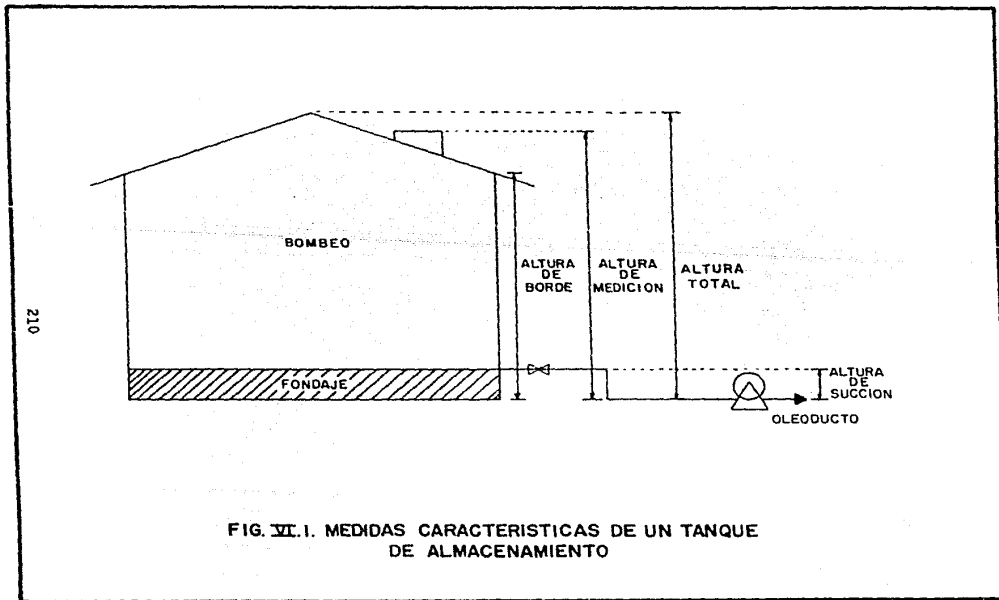 BOMBEO
ALTURA
DE
BORDE
ALTURA
DE
MEDICION
ALTURA
TOTAL
FONDAJE
ALTURA
DE
SUCCION
OLEODUCTO
210
FIG. VI.I. MEDIDAS CARACTERISTICAS DE UN TANQUE
DE ALMACENAMIENTO